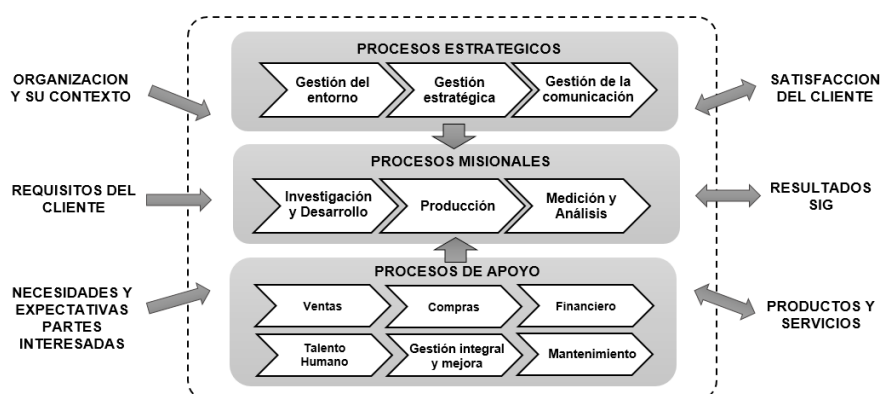 PROCESOS ESTRATEGICOS
Gestión del
entorno
Gestión
estratégica
Gestión de la
comunicación
ORGANIZACION
Y SU CONTEXTO
SATISFACCION
DEL CLIENTE
PROCESOS MISIONALES
Investigación
y Desarrollo
Producción
Medición y
Análisis
REQUISITOS DEL
CLIENTE
RESULTADOS
SIG
PROCESOS DE APOYO
Ventas
Compras
Financiero
Talento
Humano
Gestión integral
y mejora
Mantenimiento
NECESIDADES Y
EXPECTATIVAS
PARTES
INTERESADAS
PRODUCTOS Y
SERVICIOS